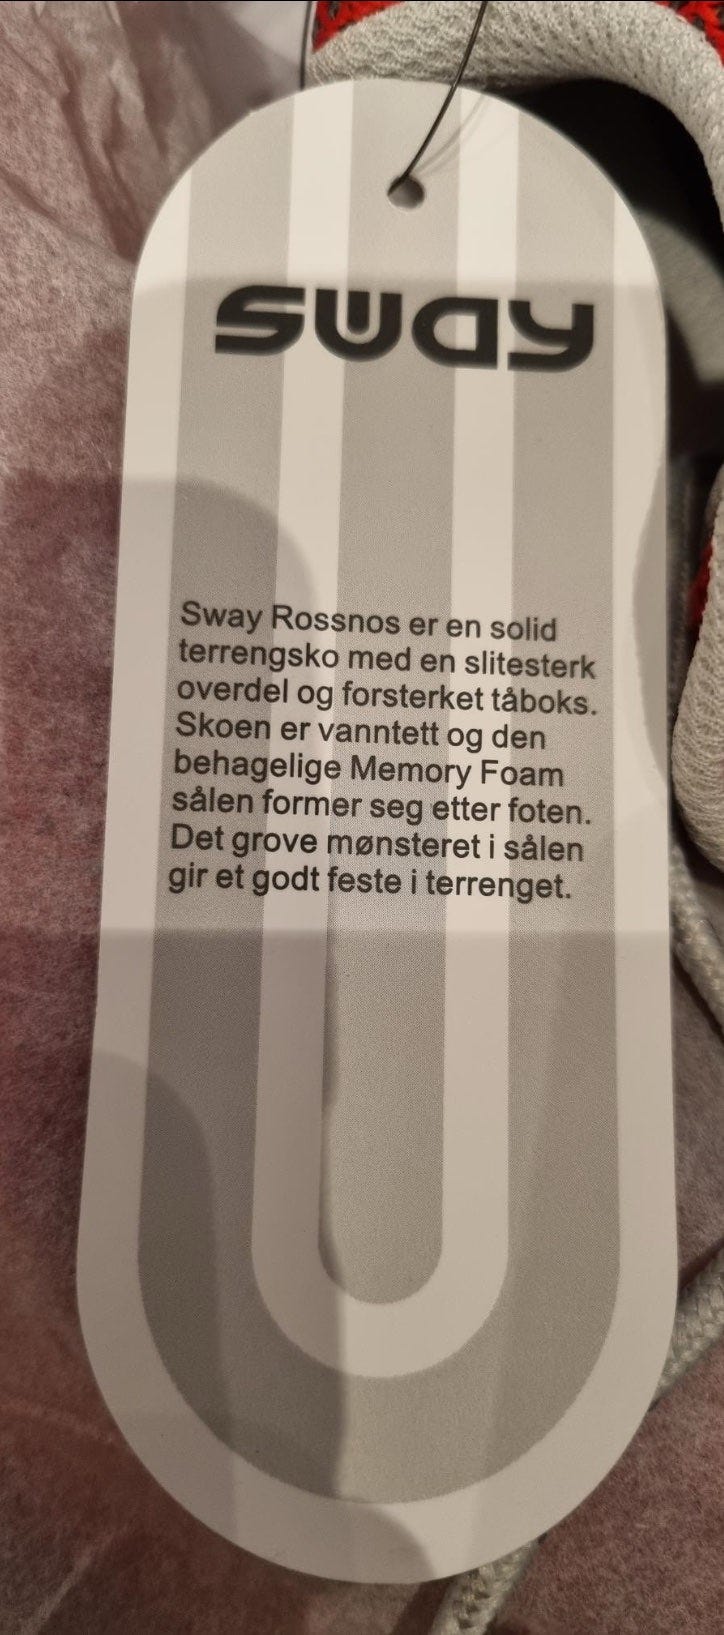 sway
Sway Rossnos er en solid
terrengsko med en slitesterk
overdel og forsterket tåboks.
Skoen er vanntett og den
behagelige Memory Foam
sålen former seg etter foten.
Det grove mønsteret i sålen
gir et godt feste i terrenget.